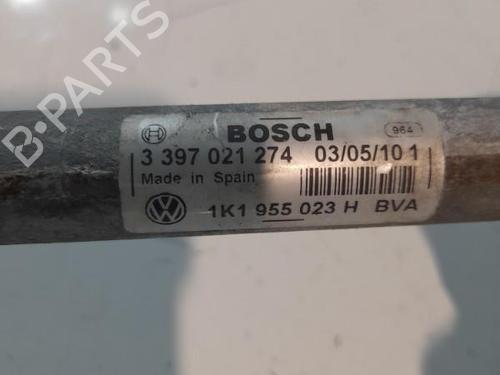 BOSCH
964
3 397 021 274 03/05/10 1
Made in Spain
1K1 955 023 H BVA
B-PARTS